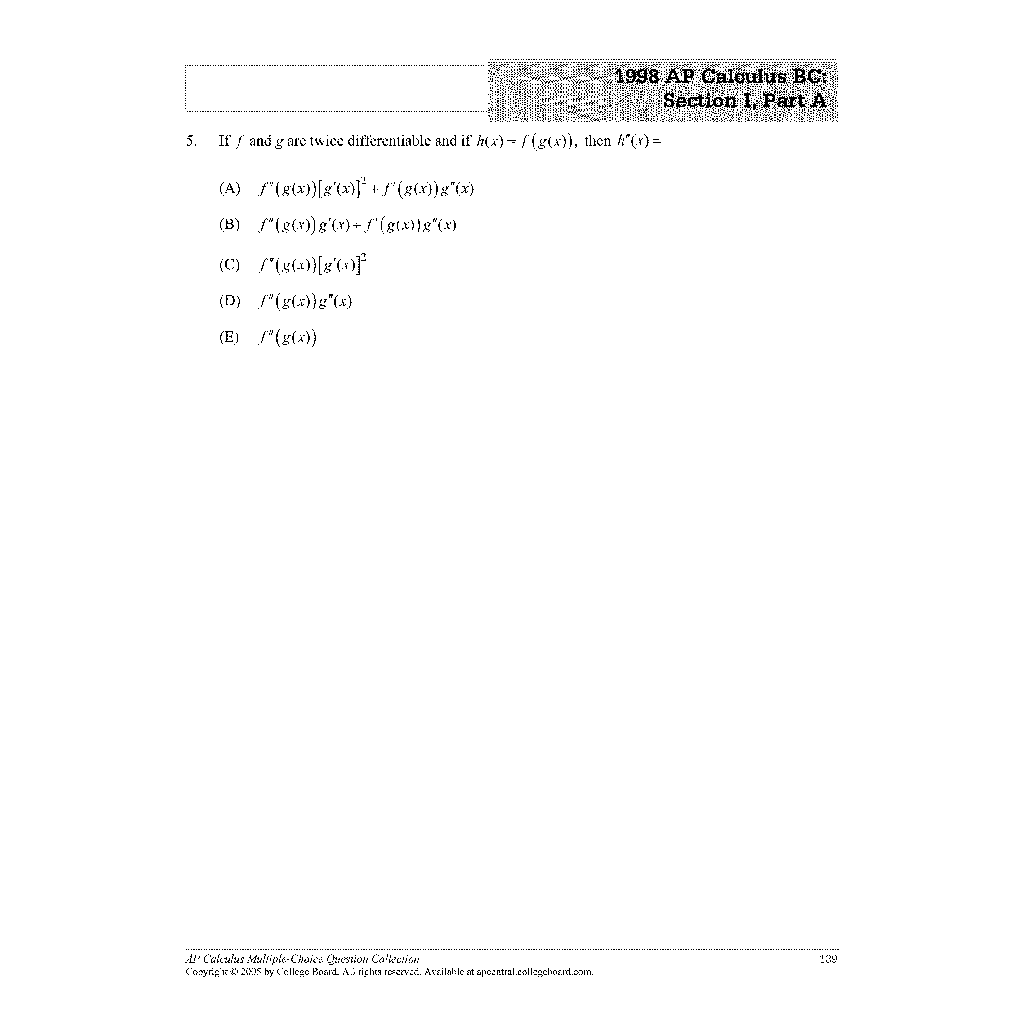 1998 AP Calculus BC:
Section I, Part A
5. If f and g are twice differentiable and if h(x) = f(g(x)), then h″(x) =
(A) f″(g(x))[g′(x)]² + f′(g(x))g″(x)
(B) f″(g(x))g′(x) + f′(g(x))g″(x)
(C) f″(g(x))[g′(x)]²
(D) f″(g(x))g″(x)
(E) f″(g(x))
AP Calculus Multiple-Choice Question Collection 139
Copyright © 2005 by College Board. All rights reserved. Available at apcentral.collegeboard.com.